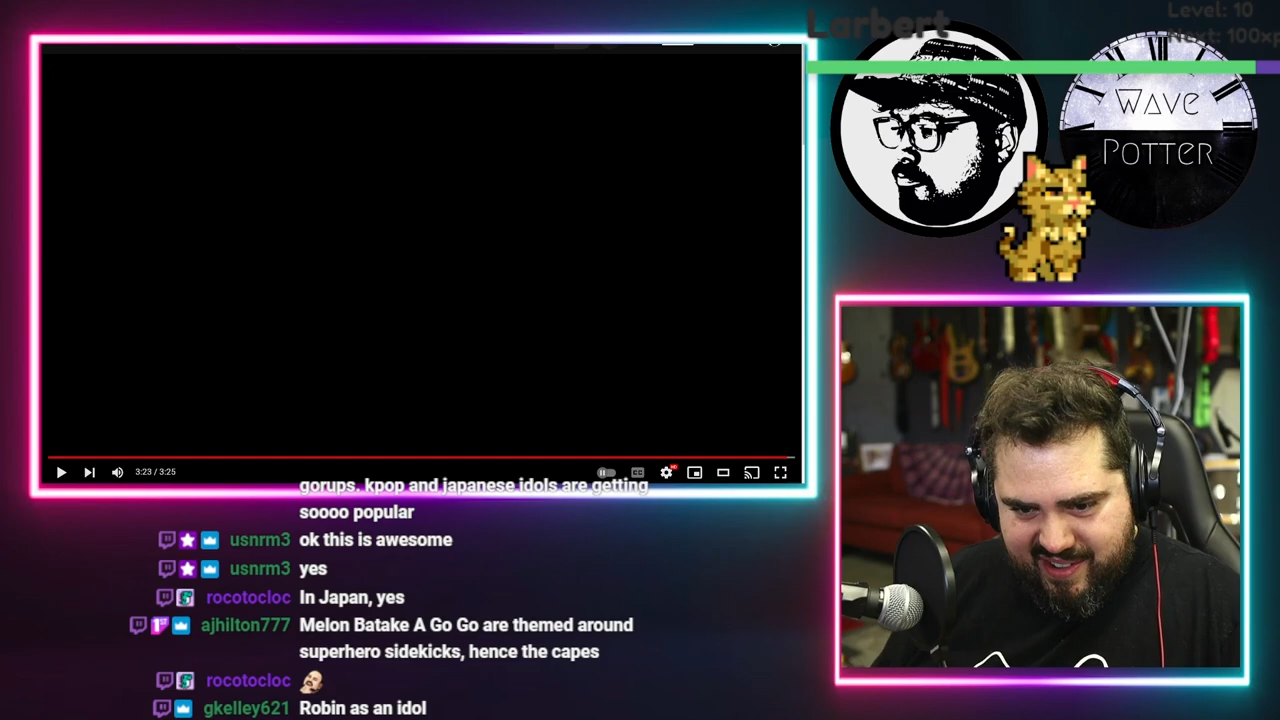 Larbert
Level: 10
Next: 100xp
WAVE
POTTER
3:23 / 3:25
gorups. kpop and japanese idols are getting
soooo popular
usnrm3 ok this is awesome
usnrm3 yes
rocotocloc In Japan, yes
ajhilton777 Melon Batake A Go Go are themed around
superhero sidekicks, hence the capes
rocotocloc
gkelley621 Robin as an idol